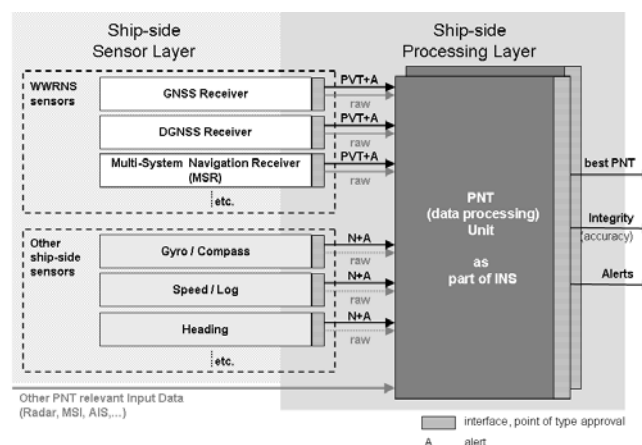 Ship-side
Sensor Layer
Ship-side
Processing Layer
WWRNS
sensors
GNSS Receiver
PVT+A
raw
DGNSS Receiver
PVT+A
raw
Multi-System Navigation Receiver
(MSR)
PVT+A
raw
etc.
Other
ship-side
sensors
Gyro / Compass
N+A
raw
Speed / Log
N+A
raw
Heading
N+A
raw
etc.
PNT
(data processing)
Unit
as
part of INS
best PNT
Integrity
(accuracy)
Alerts
Other PNT relevant Input Data
(Radar, MSI, AIS,...)
interface, point of type approval
A alert